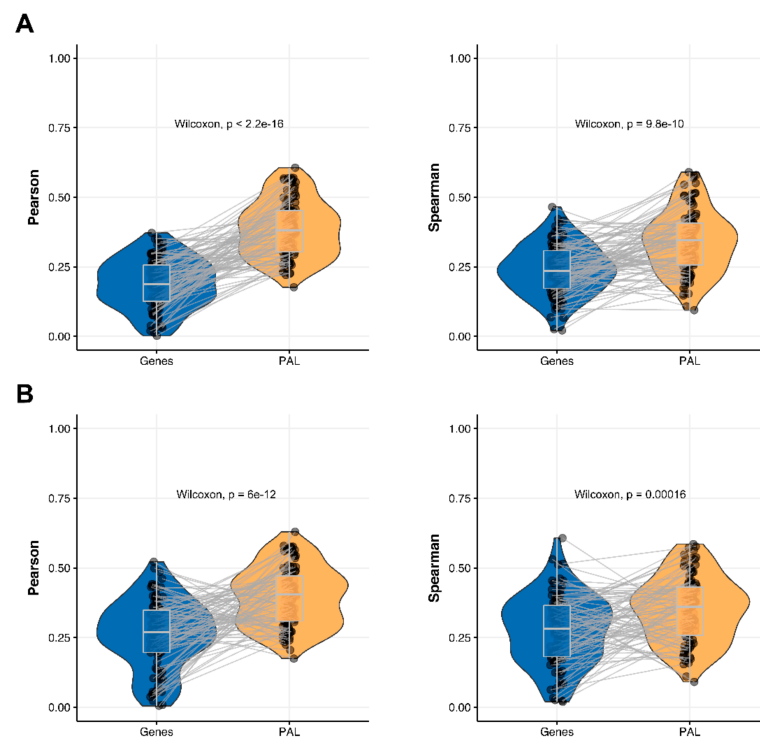 A
1.00
0.75
0.50
0.25
0.00
Pearson
Wilcoxon, p < 2.2e-16
Genes
PAL
1.00
0.75
0.50
0.25
0.00
Spearman
Wilcoxon, p = 9.8e-10
Genes
PAL
B
1.00
0.75
0.50
0.25
0.00
Pearson
Wilcoxon, p = 6e-12
Genes
PAL
1.00
0.75
0.50
0.25
0.00
Spearman
Wilcoxon, p = 0.00016
Genes
PAL